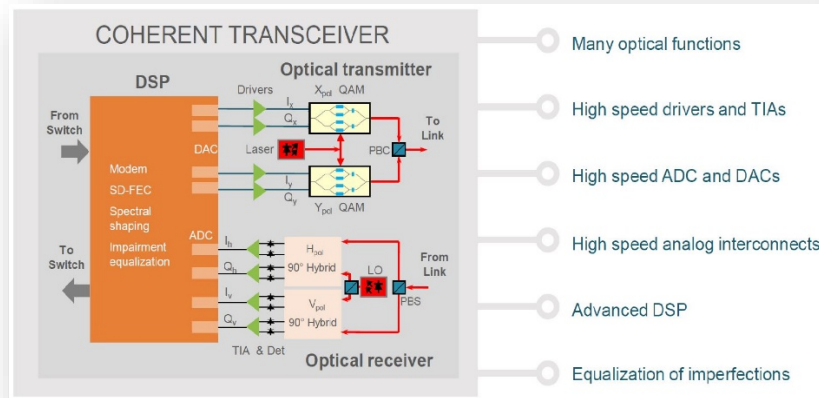 COHERENT TRANSCEIVER
DSP
Optical transmitter
Drivers
Xpol QAM
From
Switch
Ix
Qx
To
Link
DAC
Laser
PBC
Modem
SD-FEC
Spectral
shaping
Impairment
equalization
Iy
Qy
Ypol QAM
ADC
To
Switch
Ih
Qh
Iv
Qv
Hpol
90° Hybrid
LO
From
Link
Vpol
90° Hybrid
PBS
TIA & Det
Optical receiver
Many optical functions
High speed drivers and TIAs
High speed ADC and DACs
High speed analog interconnects
Advanced DSP
Equalization of imperfections